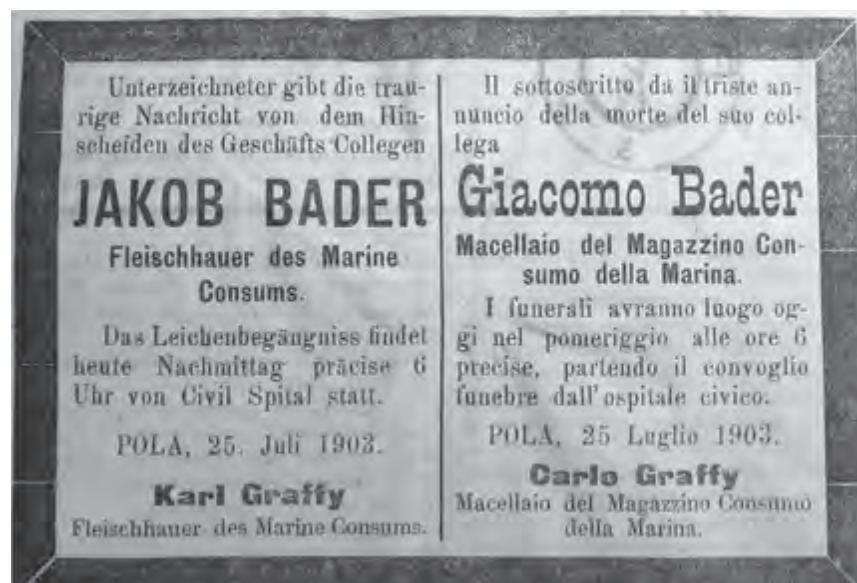 Unterzeichneter gibt die trau-
rige Nachricht von dem Hin-
scheiden des Geschäfts Collegen
JAKOB BADER
Fleischhauer des Marine
Consums.
Das Leichenbegängniss findet
heute Nachmittag präcise 6
Uhr von Civil Spital statt.
POLA, 25. Juli 1903.
Karl Graffy
Fleischhauer des Marine Consums.
Il sottoscritto da il triste an-
nuncio della morte del suo col-
lega
Giacomo Bader
Macellaio del Magazzino Con-
sumo della Marina.
I funerali avranno luogo og-
gi nel pomeriggio alle ore 6
precise, partendo il convoglio
funebre dall'ospitale civico.
POLA, 25 Luglio 1903.
Carlo Graffy
Macellaio del Magazzino Consumo
della Marina.